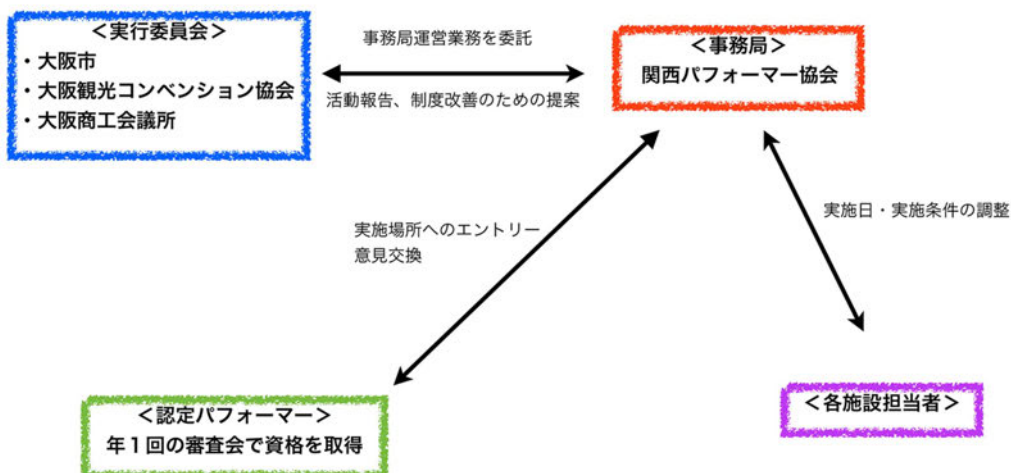 ＜実行委員会＞
・大阪市
・大阪観光コンベンション協会
・大阪商工会議所
事務局運営業務を委託
活動報告、制度改善のための提案
＜事務局＞
関西パフォーマー協会
実施場所へのエントリー
意見交換
実施日・実施条件の調整
＜認定パフォーマー＞
年１回の審査会で資格を取得
＜各施設担当者＞